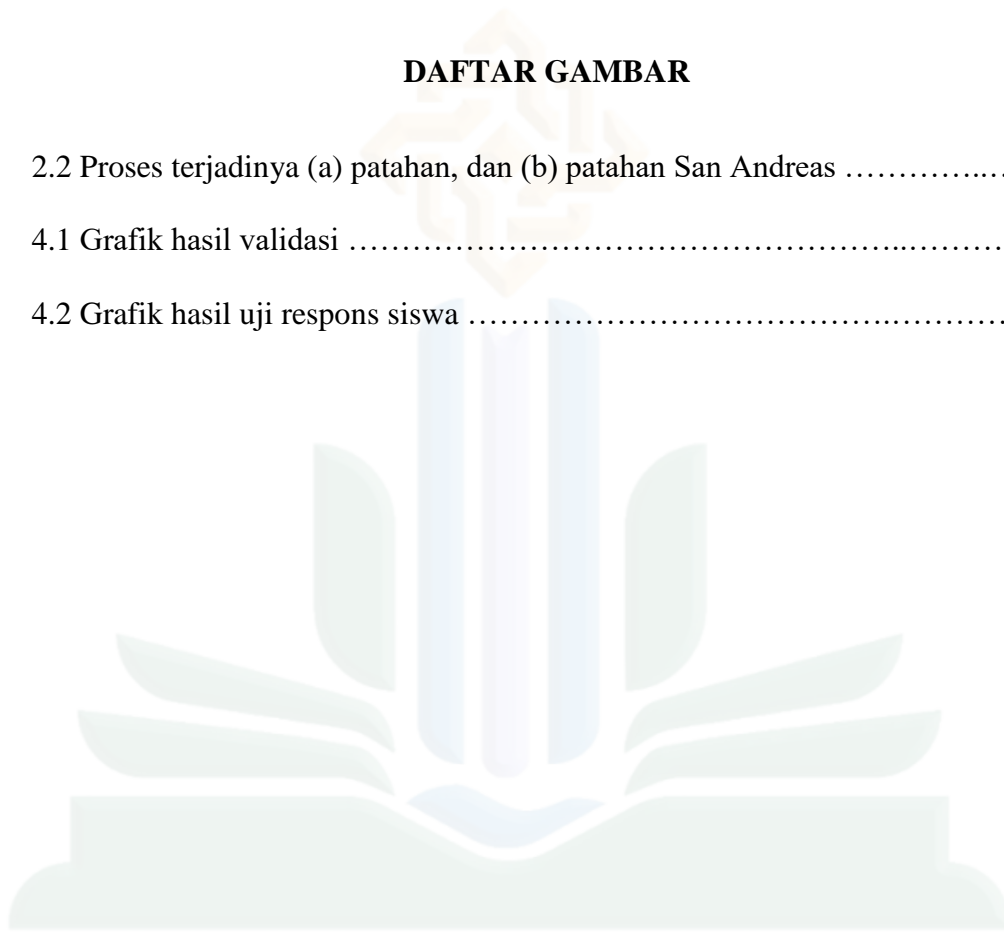 DAFTAR GAMBAR
2.2 Proses terjadinya (a) patahan, dan (b) patahan San Andreas …………..…
4.1 Grafik hasil validasi ……………………………………………..………
4.2 Grafik hasil uji respons siswa ………………………………….…………